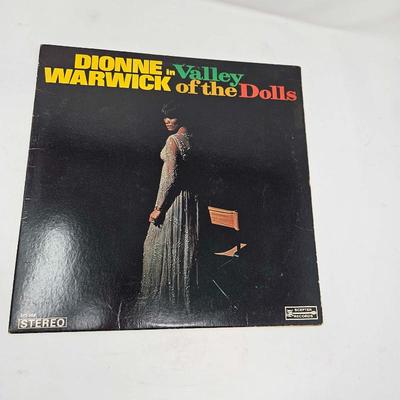 DIONNE in Valley
WARWICK of the Dolls
STEREO
SCEPTER
RECORDS